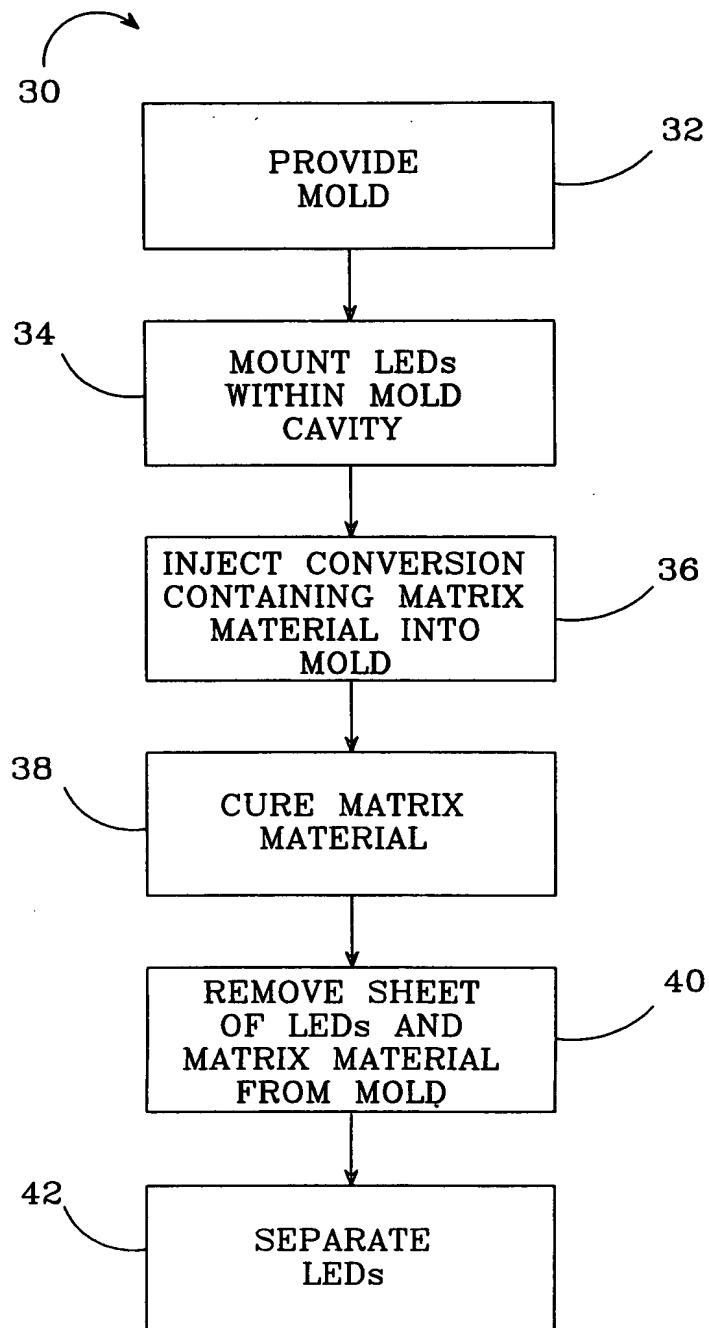 30
PROVIDE
MOLD
32
34
MOUNT LEDs
WITHIN MOLD
CAVITY
INJECT CONVERSION
CONTAINING MATRIX
MATERIAL INTO
MOLD
36
38
CURE MATRIX
MATERIAL
REMOVE SHEET
OF LEDs AND
MATRIX MATERIAL
FROM MOLD
40
42
SEPARATE
LEDs